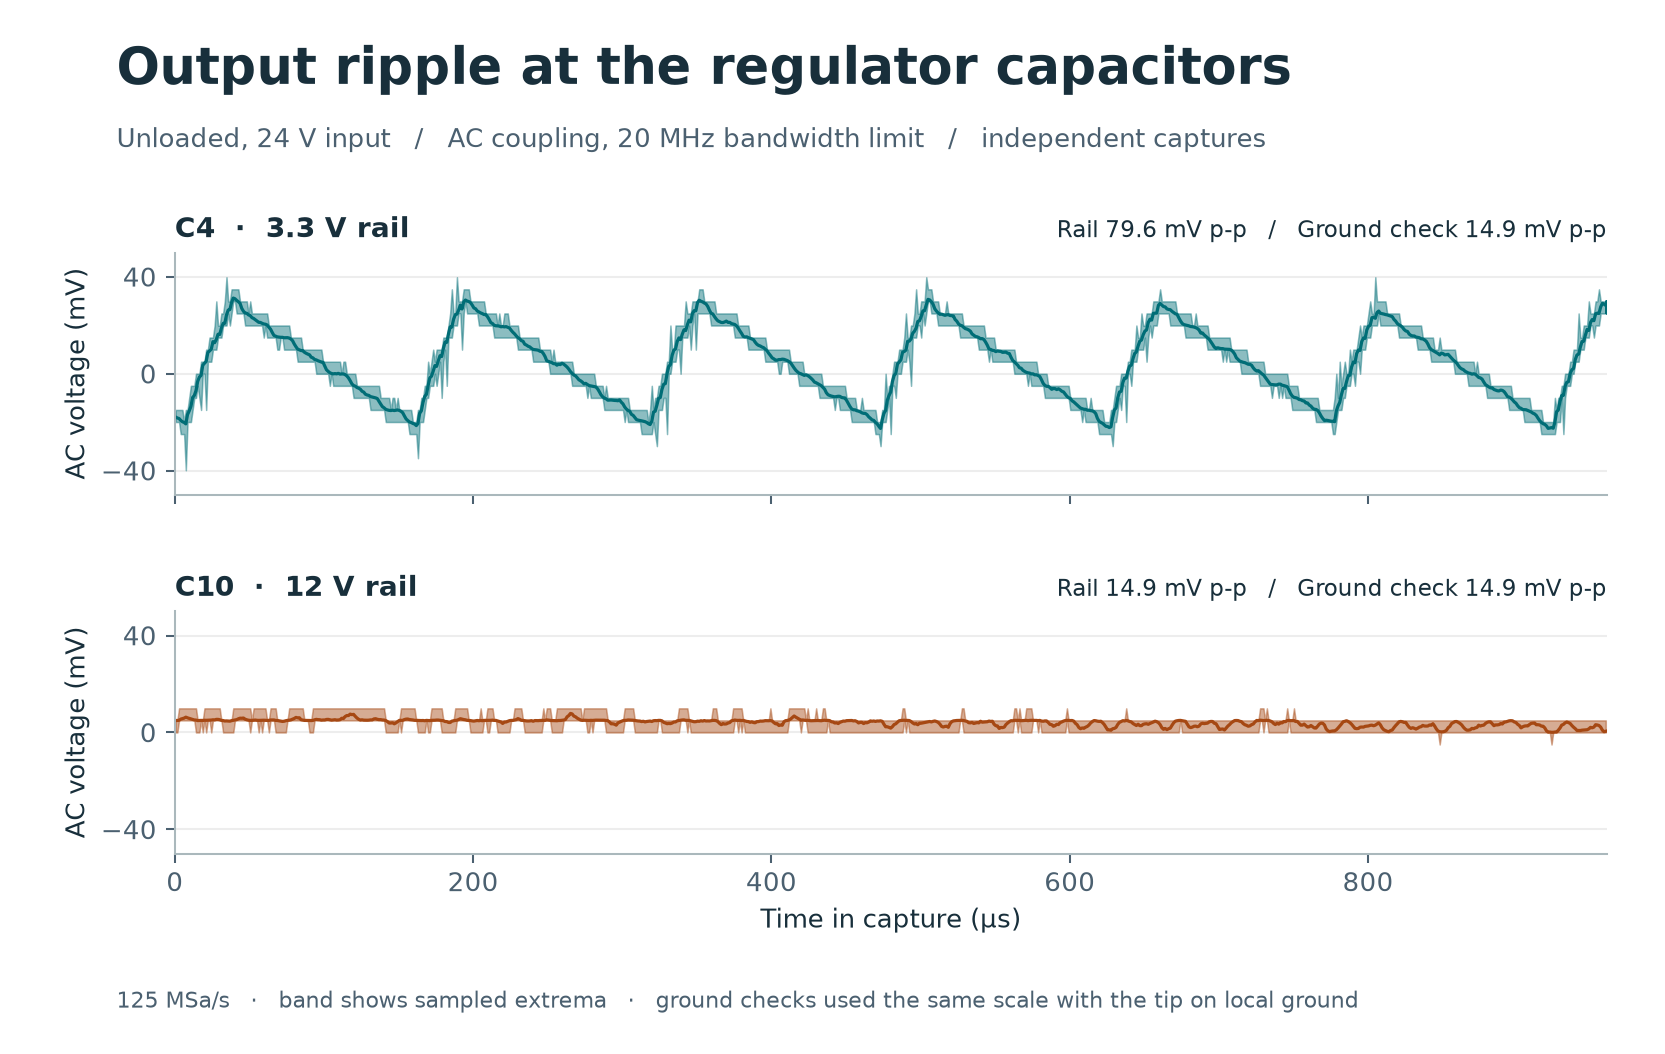 Output ripple at the regulator capacitors
Unloaded, 24 V input / AC coupling, 20 MHz bandwidth limit / independent captures
C4 · 3.3 V rail
Rail 79.6 mV p-p / Ground check 14.9 mV p-p
AC voltage (mV)
40
0
−40
C10 · 12 V rail
Rail 14.9 mV p-p / Ground check 14.9 mV p-p
AC voltage (mV)
40
0
−40
0 200 400 600 800
Time in capture (µs)
125 MSa/s · band shows sampled extrema · ground checks used the same scale with the tip on local ground